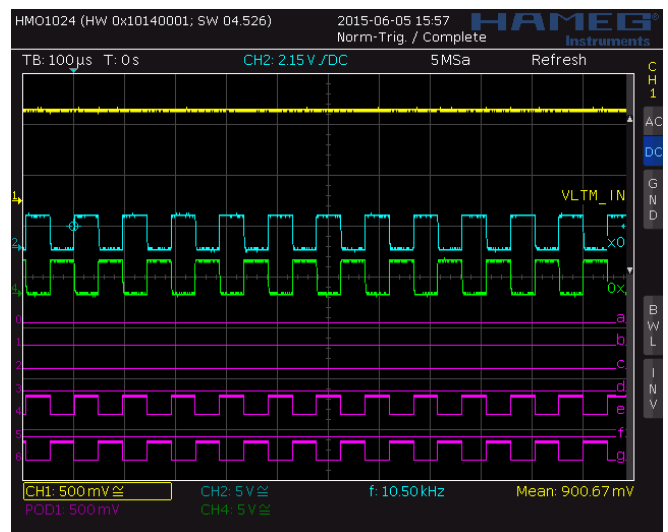 HMO1024 (HW 0x10140001; SW 04.526) 2015-06-05 15:57 HAMEG®
Norm-Trig. / Complete Instruments
TB: 100µs T: 0s CH2: 2.15 V /DC 5MSa Refresh
CH1
AC
DC
GND
BWL
INV
1
VLTM_IN
2
X0
4
0X
0 a
1 b
2 c
3 d
4 e
5 f
6 g
CH1: 500mV ≅ CH2: 5V ≅ f: 10.50kHz Mean: 900.67mV
POD1: 500mV CH4: 5V ≅